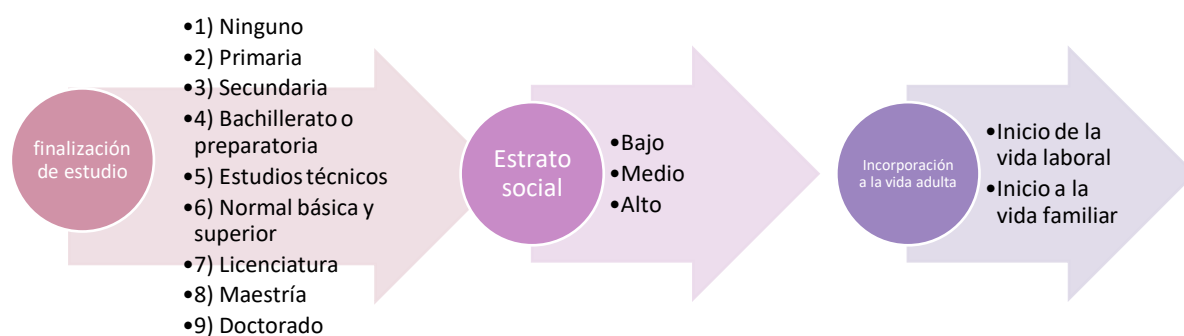 finalización
de estudio
•1) Ninguno
•2) Primaria
•3) Secundaria
•4) Bachillerato o
preparatoria
•5) Estudios técnicos
•6) Normal básica y
superior
•7) Licenciatura
•8) Maestría
•9) Doctorado
Estrato
social
•Bajo
•Medio
•Alto
Incorporación
a la vida adulta
•Inicio de la
vida laboral
•Inicio a la
vida familiar